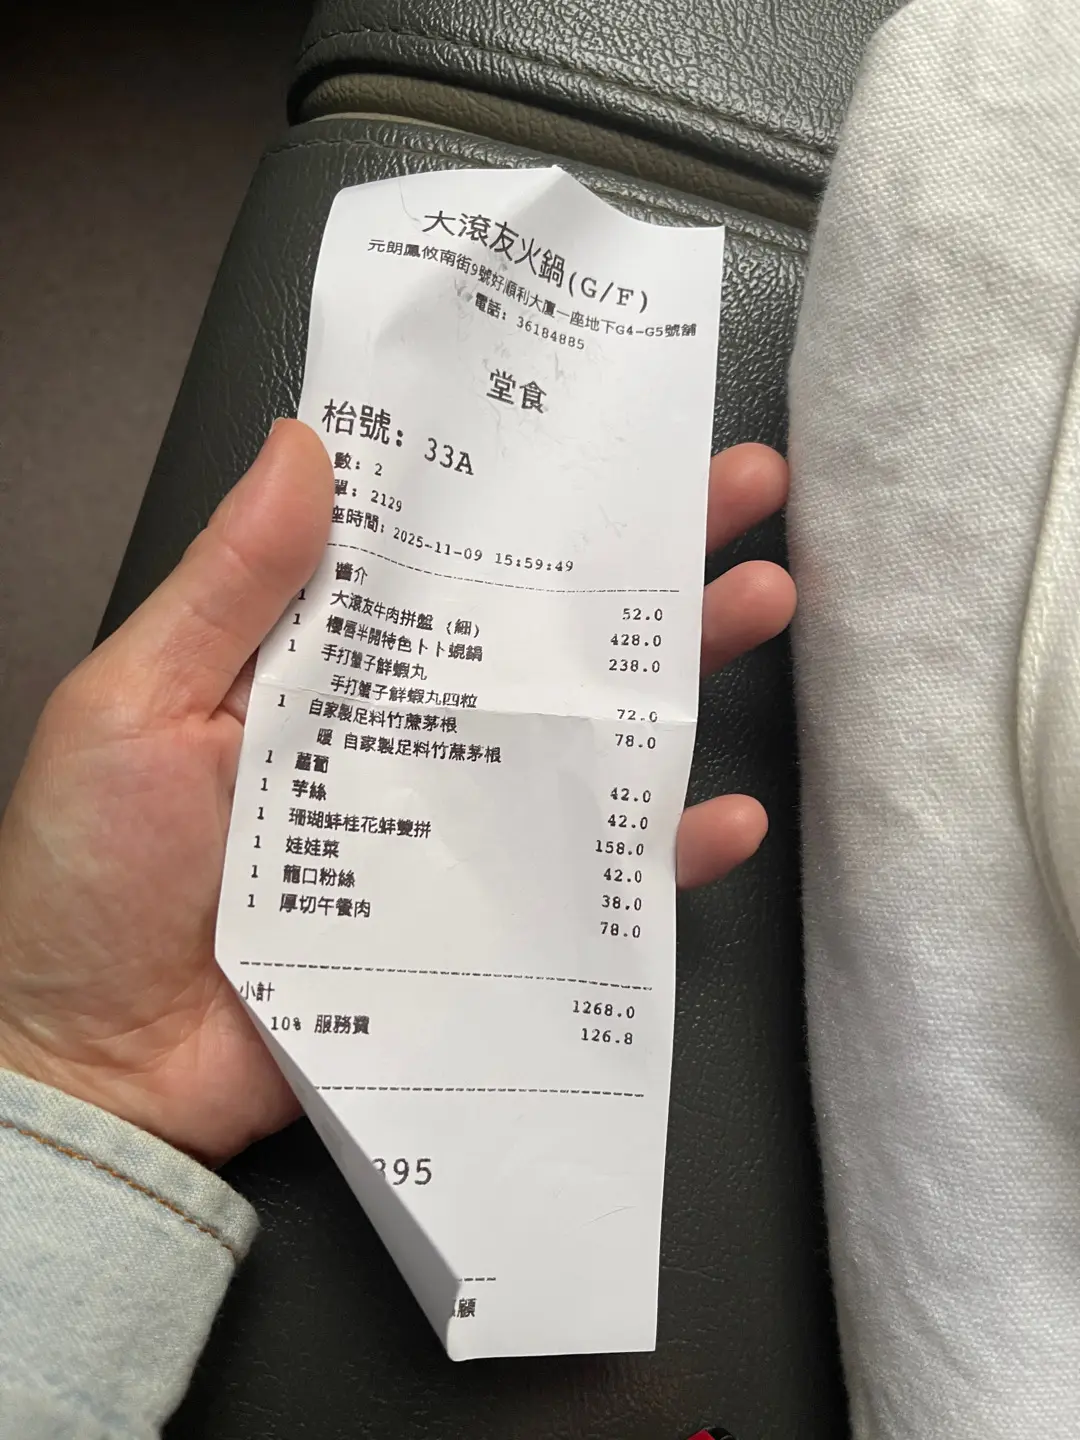 大滾友火鍋(G/F)
元朗鳳攸南街9號好順利大廈一座地下G4-G5號舖
電話: 36184885
堂食
枱號: 33A
數: 2
單: 2129
座時間: 2025-11-09 15:59:49
醬介 52.0
1 大滾友牛肉拼盤 (細) 428.0
1 櫻唇半開特色卜卜蜆鍋 238.0
1 手打蟹子鮮蝦丸
手打蟹子鮮蝦丸四粒 72.0
1 自家製足料竹蔗茅根 78.0
暖 自家製足料竹蔗茅根
1 蘿蔔 42.0
1 芋絲 42.0
1 珊瑚蚌桂花蚌雙拼 158.0
1 娃娃菜 42.0
1 龍口粉絲 38.0
1 厚切午餐肉 78.0
小計 1268.0
10% 服務費 126.8
395
顧